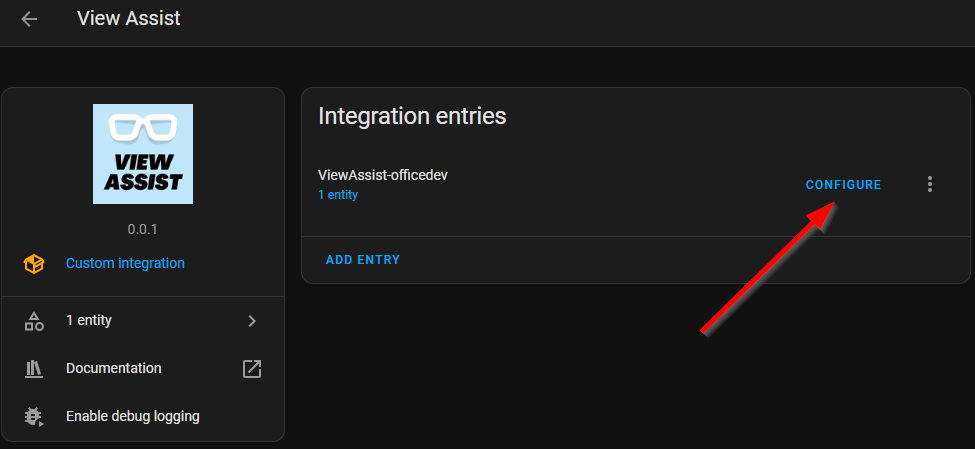 View Assist
VIEW
ASSIST
0.0.1
Custom integration
1 entity
Documentation
Enable debug logging
Integration entries
ViewAssist-officedev
1 entity
CONFIGURE
ADD ENTRY